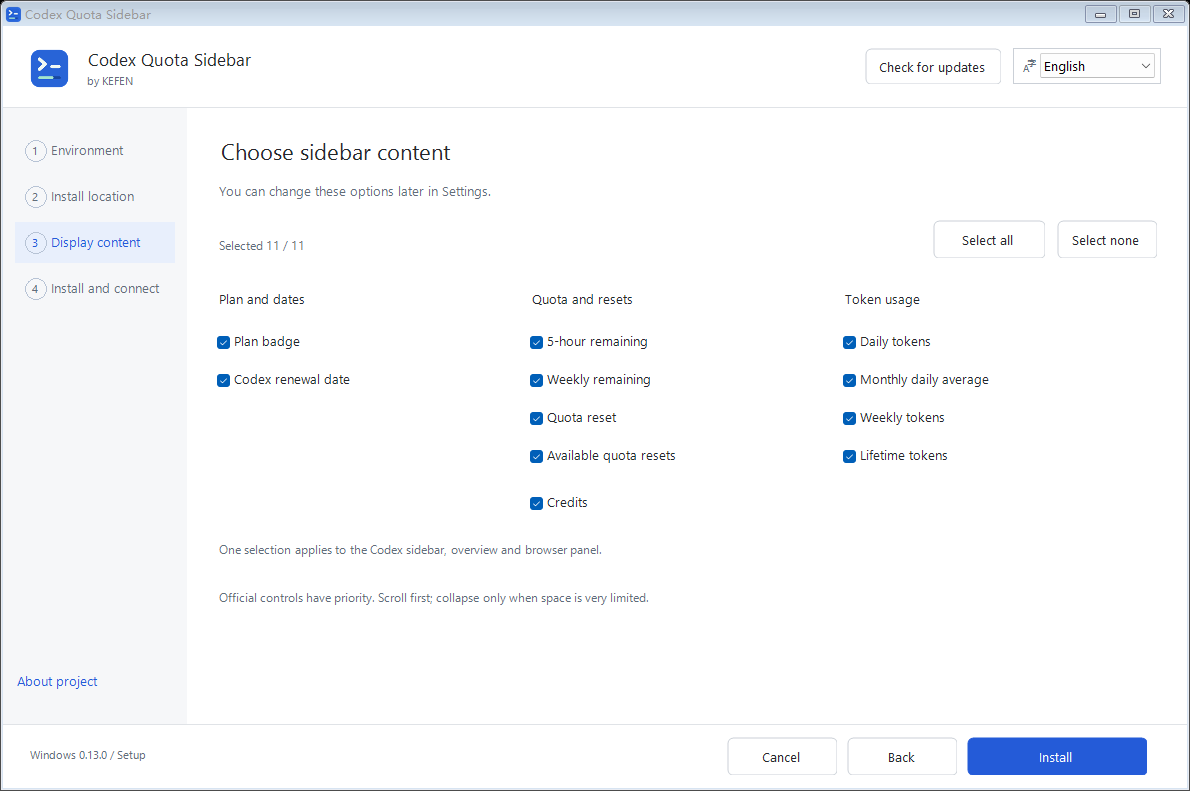 Codex Quota Sidebar
Codex Quota Sidebar
by KEFEN
Check for updates
English
1 Environment
2 Install location
3 Display content
4 Install and connect
About project
Choose sidebar content
You can change these options later in Settings.
Selected 11 / 11
Select all
Select none
Plan and dates
Plan badge
Codex renewal date
Quota and resets
5-hour remaining
Weekly remaining
Quota reset
Available quota resets
Credits
Token usage
Daily tokens
Monthly daily average
Weekly tokens
Lifetime tokens
One selection applies to the Codex sidebar, overview and browser panel.
Official controls have priority. Scroll first; collapse only when space is very limited.
Windows 0.13.0 / Setup
Cancel
Back
Install